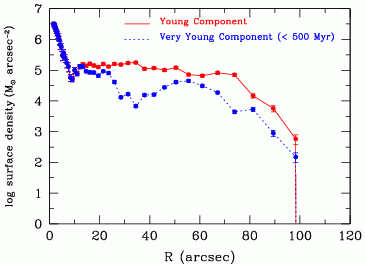 Young Component
Very Young Component (< 500 Myr)
7
6
5
4
3
2
1
0
log surface density (M⊙ arcsec⁻²)
0 20 40 60 80 100 120
R (arcsec)